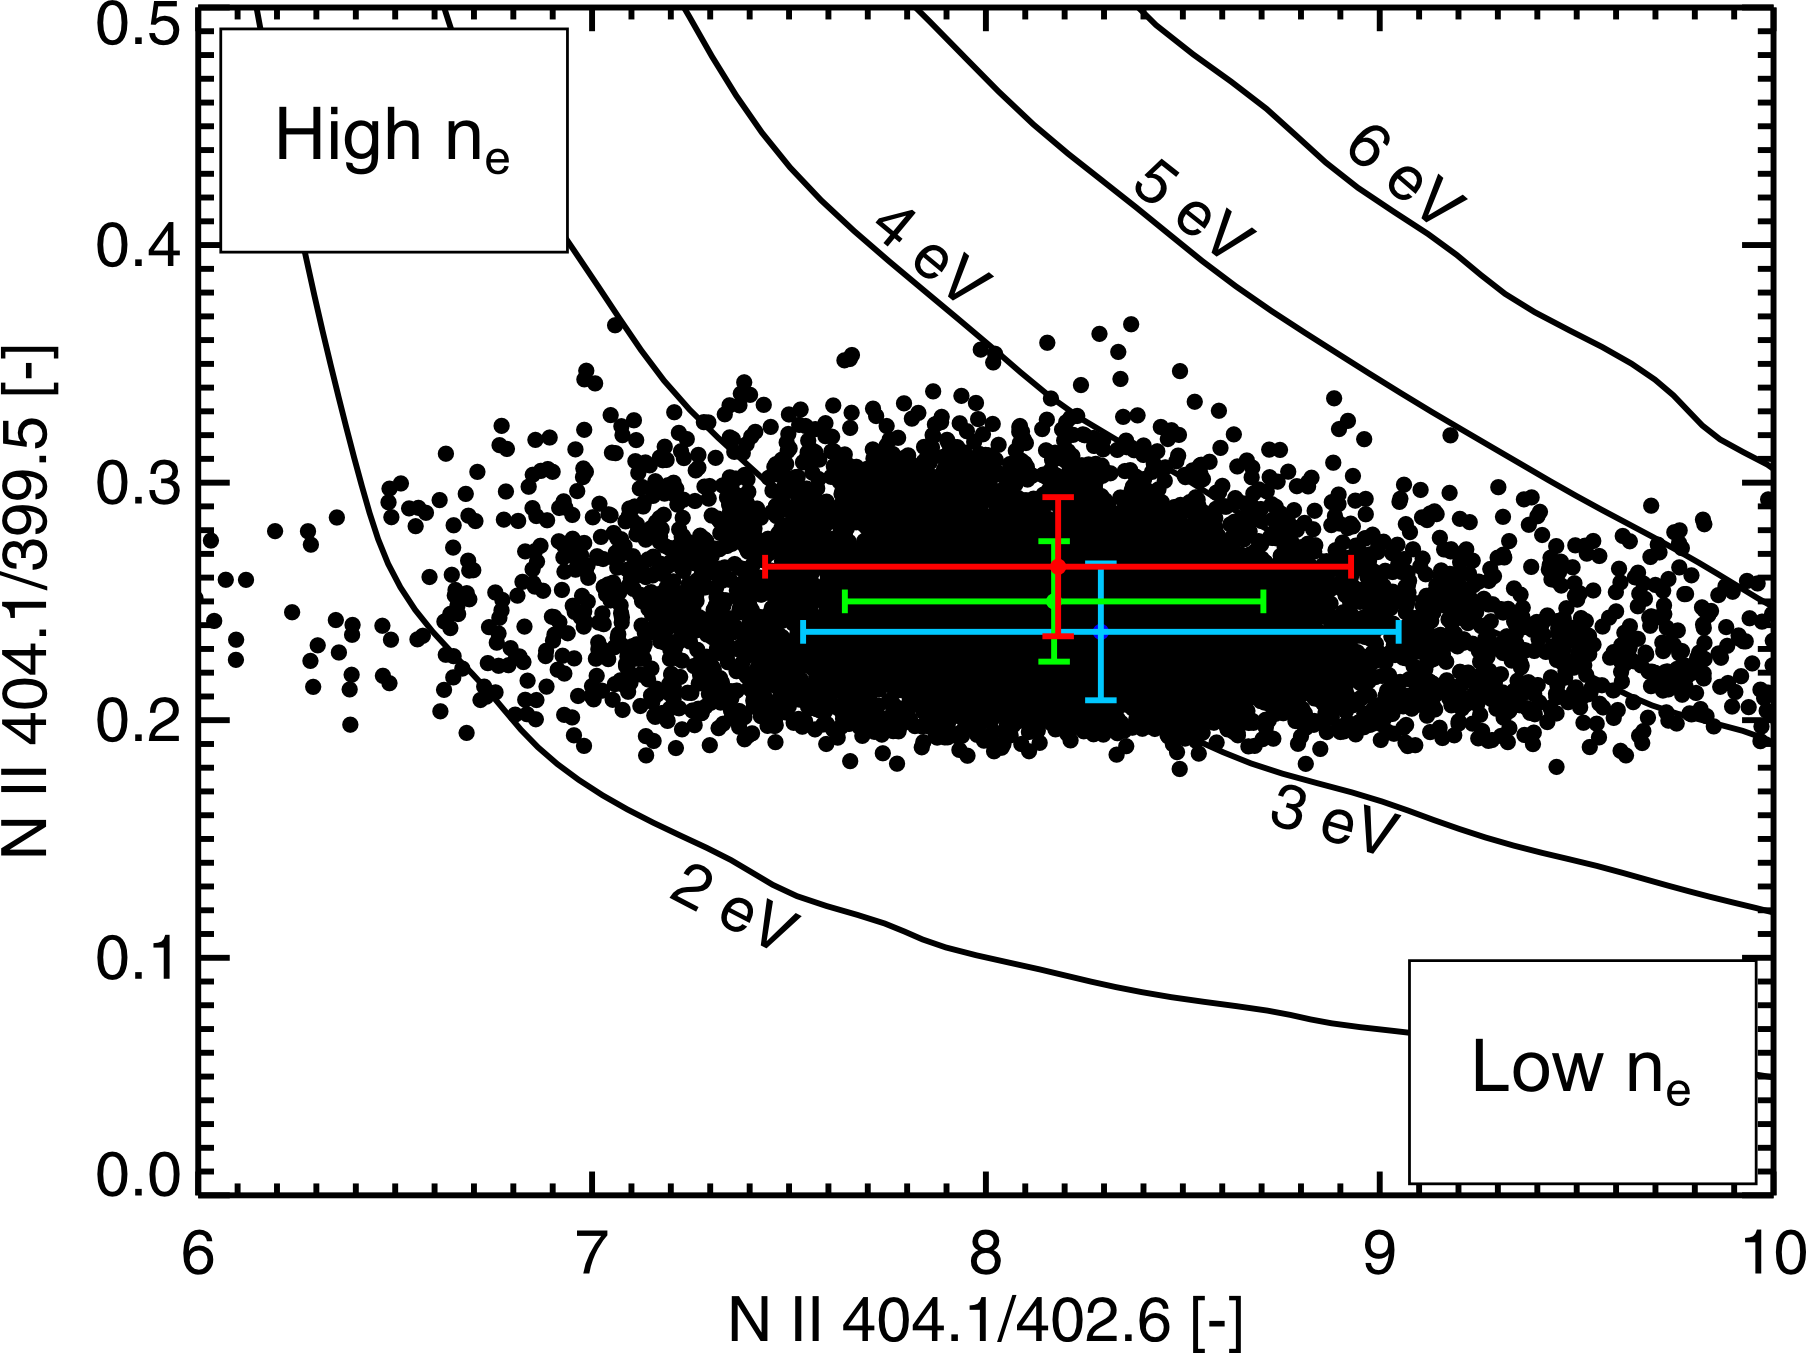 0.5
0.4
0.3
0.2
0.1
0.0
N II 404.1/399.5 [-]
High nₑ
6 eV
5 eV
4 eV
3 eV
2 eV
Low nₑ
6 7 8 9 10
N II 404.1/402.6 [-]